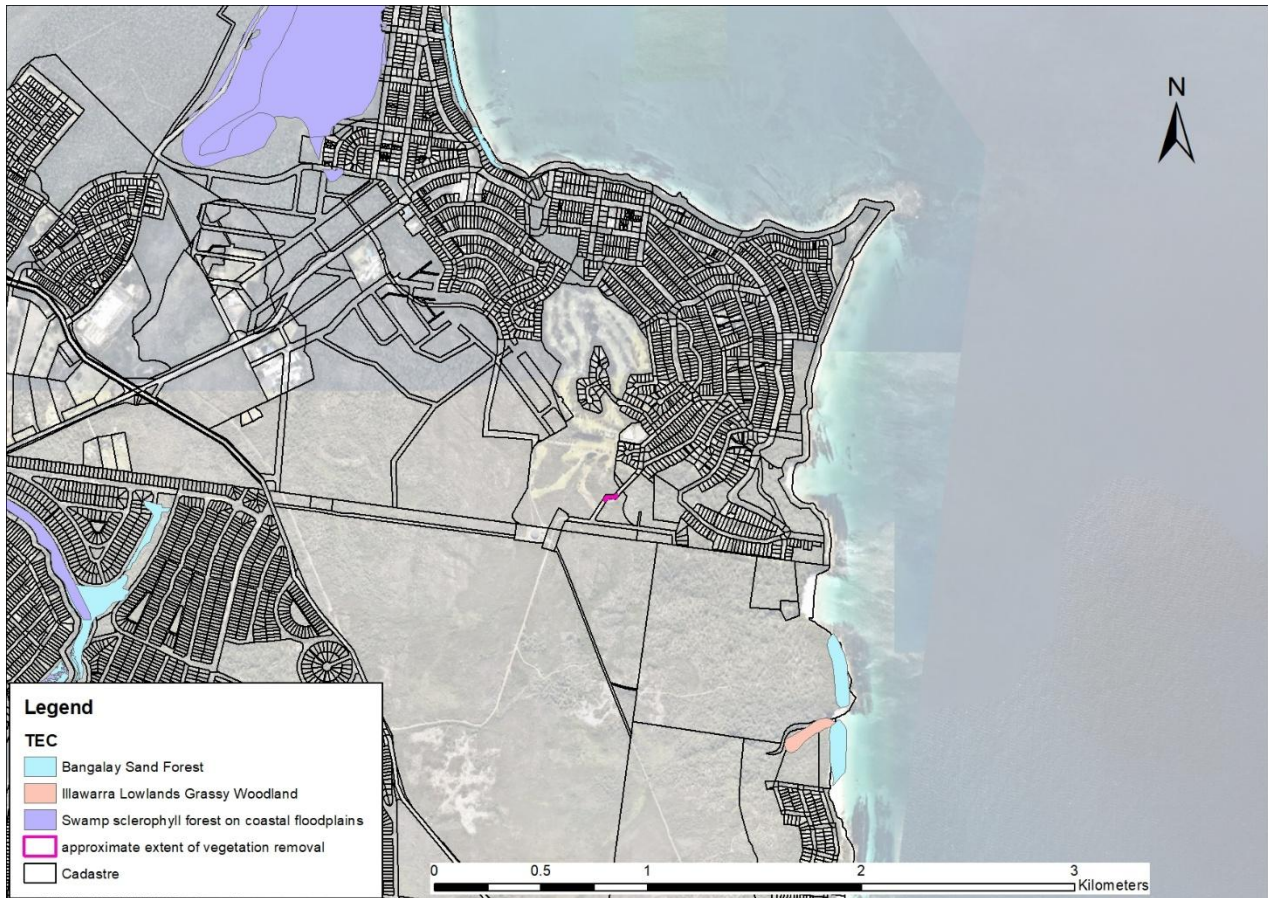 N
Legend
TEC
Bangalay Sand Forest
Illawarra Lowlands Grassy Woodland
Swamp sclerophyll forest on coastal floodplains
approximate extent of vegetation removal
Cadastre
0 0.5 1 2 3
Kilometers